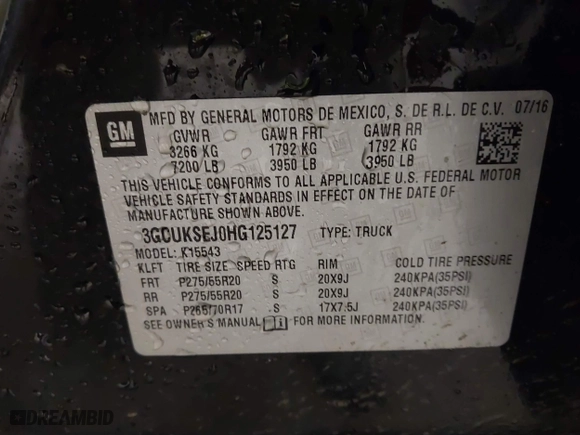 GM
MFD BY GENERAL MOTORS DE MEXICO, S. DE R.L. DE C.V. 07/16
GVWR GAWR FRT GAWR RR
3266 KG 1792 KG 1792 KG
7200 LB 3950 LB 3950 LB
THIS VEHICLE CONFORMS TO ALL APPLICABLE U.S. FEDERAL MOTOR
VEHICLE SAFETY STANDARDS IN EFFECT ON THE DATE OF
MANUFACTURE SHOWN ABOVE.
3GCUKSEJ0HG125127 TYPE: TRUCK
MODEL: K15543
KLFT TIRE SIZE SPEED RTG RIM COLD TIRE PRESSURE
FRT P275/55R20 S 20X9J 240KPA(35PSI)
RR P275/55R20 S 20X9J 240KPA(35PSI)
SPA P265/70R17 S 17X7.5J 240KPA(35PSI)
SEE OWNER'S MANUAL FOR MORE INFORMATION.
DREAMBID